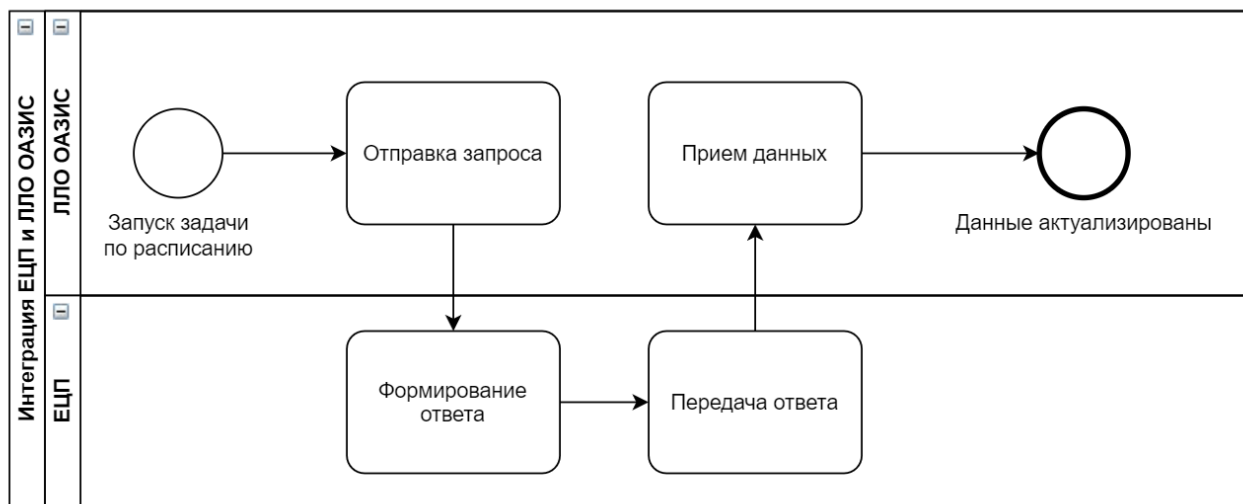 Интеграция ЕЦП и ЛЛО ОАЗИС
ЛЛО ОАЗИС
Запуск задачи
по расписанию
Отправка запроса
Прием данных
Данные актуализированы
ЕЦП
Формирование
ответа
Передача ответа